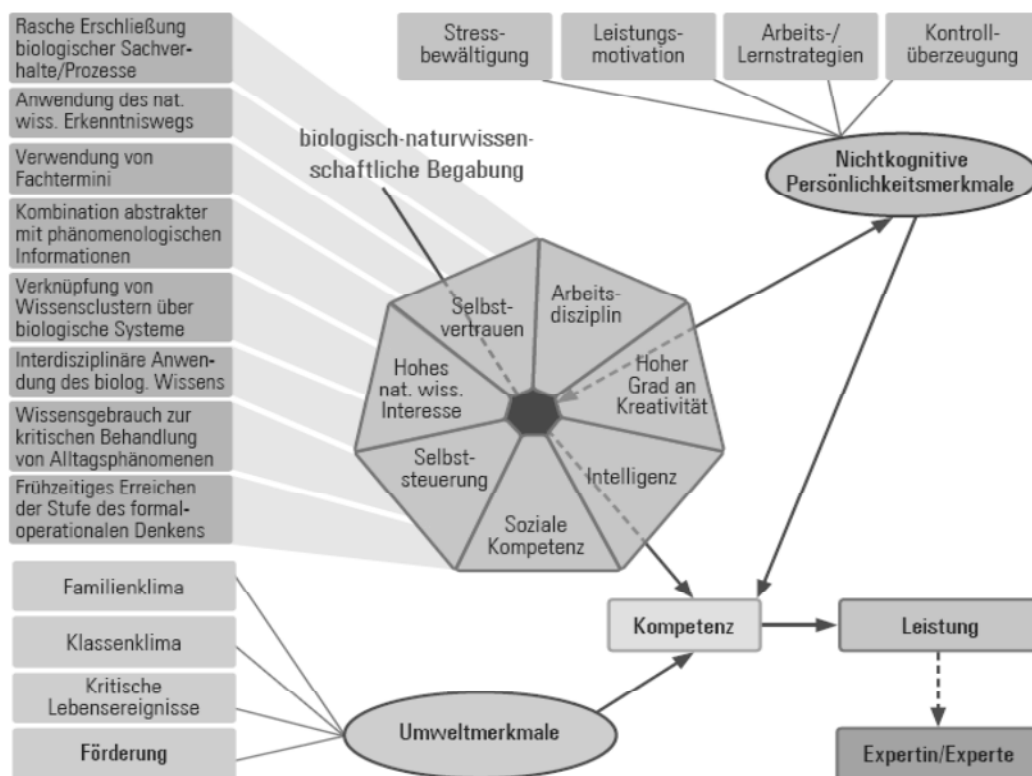 Rasche Erschließung
biologischer Sachver-
halte/Prozesse
Anwendung des nat.
wiss. Erkenntniswegs
Verwendung von
Fachtermini
Kombination abstrakter
mit phänomenologischen
Informationen
Verknüpfung von
Wissensclustern über
biologische Systeme
Interdisziplinäre Anwen-
dung des biolog. Wissens
Wissensgebrauch zur
kritischen Behandlung
von Alltagsphänomenen
Frühzeitiges Erreichen
der Stufe des formal-
operationalen Denkens
Stress-
bewältigung
Leistungs-
motivation
Arbeits-/
Lernstrategien
Kontroll-
überzeugung
Nichtkognitive
Persönlichkeitsmerkmale
biologisch-naturwissen-
schaftliche Begabung
Selbst-
vertrauen
Arbeits-
disziplin
Hohes
nat. wiss.
Interesse
Hoher
Grad an
Kreativität
Selbst-
steuerung
Intelligenz
Soziale
Kompetenz
Familienklima
Klassenklima
Kritische
Lebensereignisse
Förderung
Umweltmerkmale
Kompetenz
Leistung
Expertin/Experte